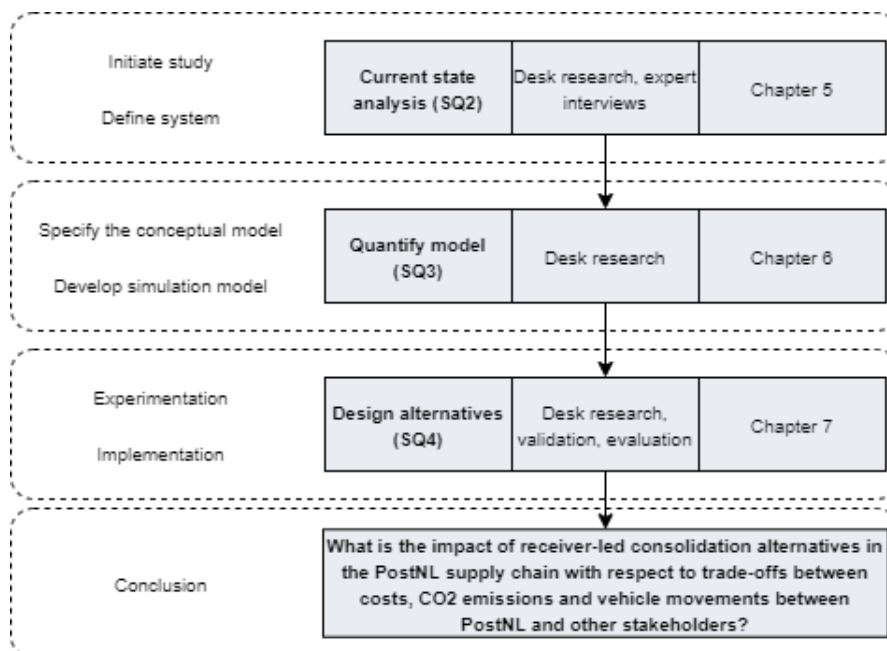 Initiate study
Define system
Current state
analysis (SQ2)
Desk research, expert
interviews
Chapter 5
Specify the conceptual model
Develop simulation model
Quantify model
(SQ3)
Desk research
Chapter 6
Experimentation
Implementation
Design alternatives
(SQ4)
Desk research,
validation, evaluation
Chapter 7
Conclusion
What is the impact of receiver-led consolidation alternatives in
the PostNL supply chain with respect to trade-offs between
costs, CO2 emissions and vehicle movements between
PostNL and other stakeholders?